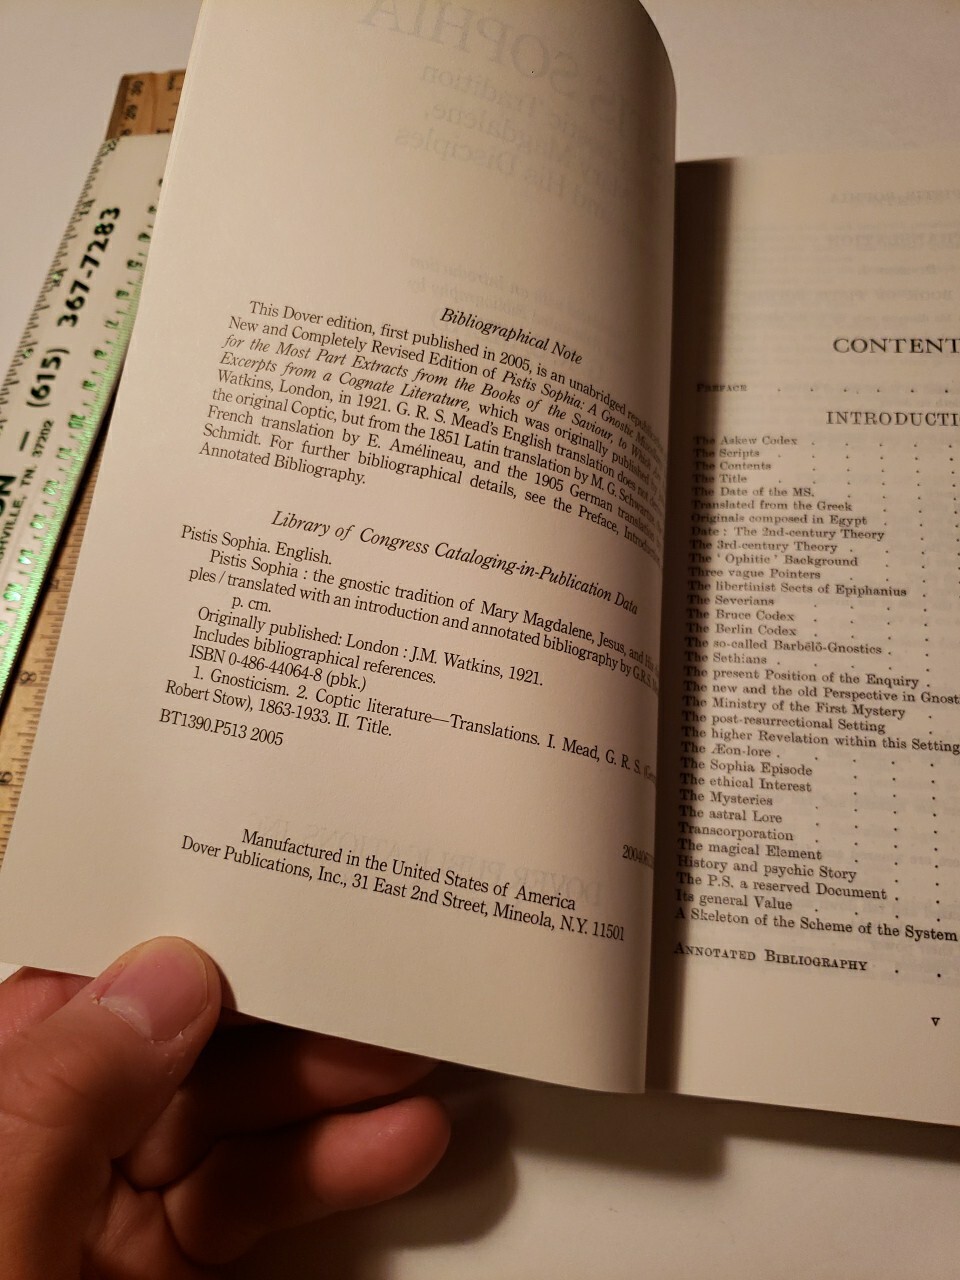 SOPHIA
Tradition
Magdalene,
and His Disciples
367-7283
(615)
TN. 37202
Bibliographical Note
This Dover edition, first published in 2005, is an unabridged
New and Completely Revised Edition of Pistis Sophia: A Gnostic
for the Most Part Extracts from the Books of the Saviour, to Which
Excerpts from a Cognate Literature, which was originally published
Watkins, London, in 1921. G. R. S. Mead's English translation does not
the original Coptic, but from the 1851 Latin translation by M. G. Schwartze,
French translation by E. Amélineau, and the 1905 German translation
Schmidt. For further bibliographical details, see the Preface,
Annotated Bibliography.
Library of Congress Cataloging-in-Publication Data
Pistis Sophia. English.
Pistis Sophia : the gnostic tradition of Mary Magdalene, Jesus, and His
ples / translated with an introduction and annotated bibliography by G.R.S.
p. cm.
Originally published: London : J.M. Watkins, 1921.
Includes bibliographical references.
ISBN 0-486-44064-8 (pbk.)
1. Gnosticism. 2. Coptic literature—Translations. I. Mead, G. R. S.
Robert Stow), 1863-1933. II. Title.
BT1390.P513 2005
Manufactured in the United States of America
Dover Publications, Inc., 31 East 2nd Street, Mineola, N.Y. 11501
CONTENT
Preface
INTRODUCTI
The Askew Codex
The Scripts
The Contents
The Title
The Date of the MS.
Translated from the Greek
Originals composed in Egypt
Date : The 2nd-century Theory
The 3rd-century Theory
The 'Ophitic' Background
Three vague Pointers
The libertinist Sects of Epiphanius
The Severians
The Bruce Codex
The Berlin Codex
The so-called Barbēlō-Gnostics
The Sethians
The present Position of the Enquiry
The new and the old Perspective in Gnost
The Ministry of the First Mystery
The post-resurrectional Setting
The higher Revelation within this Setting
The Æon-lore
The Sophia Episode
The ethical Interest
The Mysteries
The astral Lore
Transcorporation
The magical Element
History and psychic Story
The P.S. a reserved Document
Its general Value
A Skeleton of the Scheme of the System
Annotated Bibliography
v